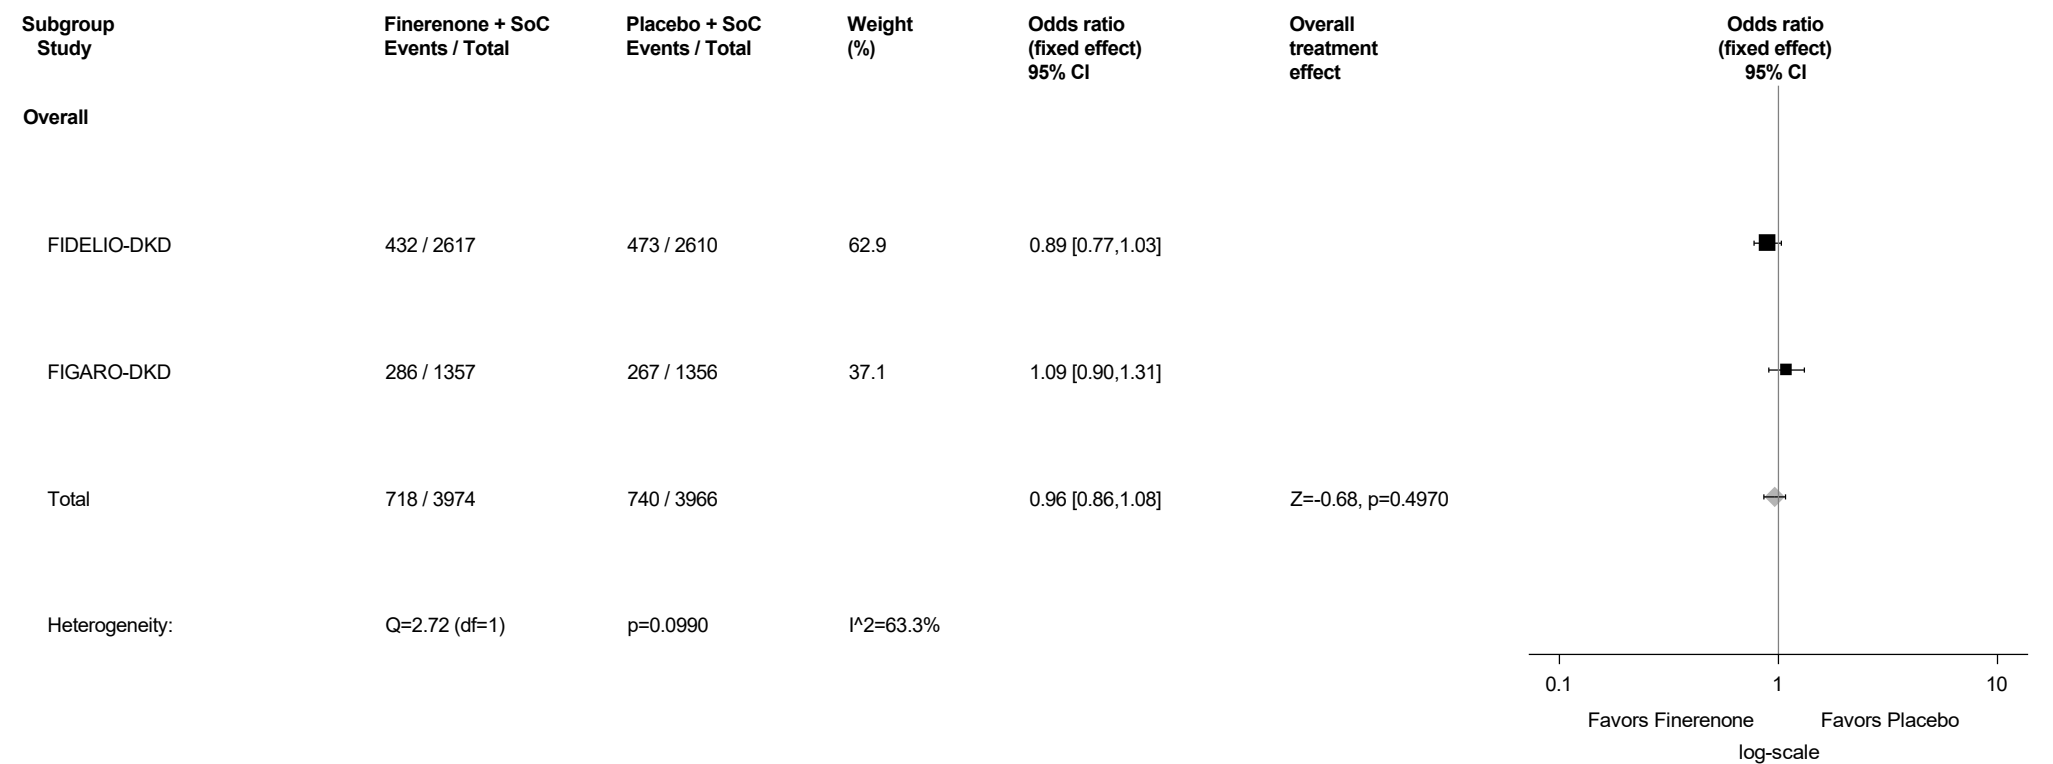 Subgroup Finerenone + SoC Placebo + SoC Weight Odds ratio Overall Odds ratio
Study Events / Total Events / Total (%) (fixed effect) treatment (fixed effect)
95% CI effect 95% CI
Overall
FIDELIO-DKD 432 / 2617 473 / 2610 62.9 0.89 [0.77,1.03]
FIGARO-DKD 286 / 1357 267 / 1356 37.1 1.09 [0.90,1.31]
Total 718 / 3974 740 / 3966 0.96 [0.86,1.08] Z=-0.68, p=0.4970
Heterogeneity: Q=2.72 (df=1) p=0.0990 I^2=63.3%
0.1 1 10
Favors Finerenone Favors Placebo
log-scale